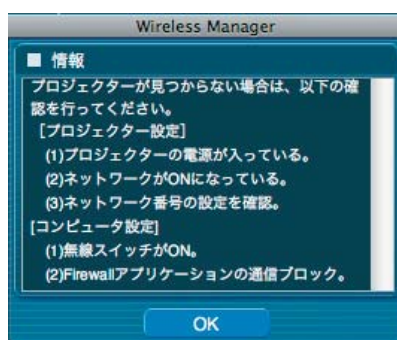 Wireless Manager
■ 情報
プロジェクターが見つからない場合は、以下の確
認を行ってください。
［プロジェクター設定］
(1)プロジェクターの電源が入っている。
(2)ネットワークがONになっている。
(3)ネットワーク番号の設定を確認。
[コンピュータ設定]
(1)無線スイッチがON。
(2)Firewallアプリケーションの通信ブロック。
OK